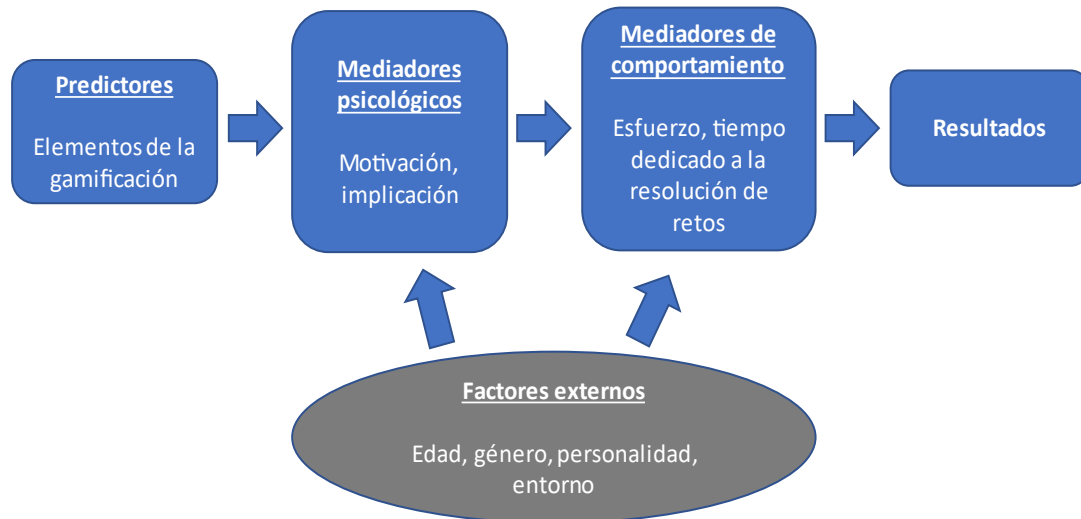 Predictores
Elementos de la
gamificación
Mediadores
psicológicos
Motivación,
implicación
Mediadores de
comportamiento
Esfuerzo, tiempo
dedicado a la
resolución de
retos
Resultados
Factores externos
Edad, género, personalidad,
entorno